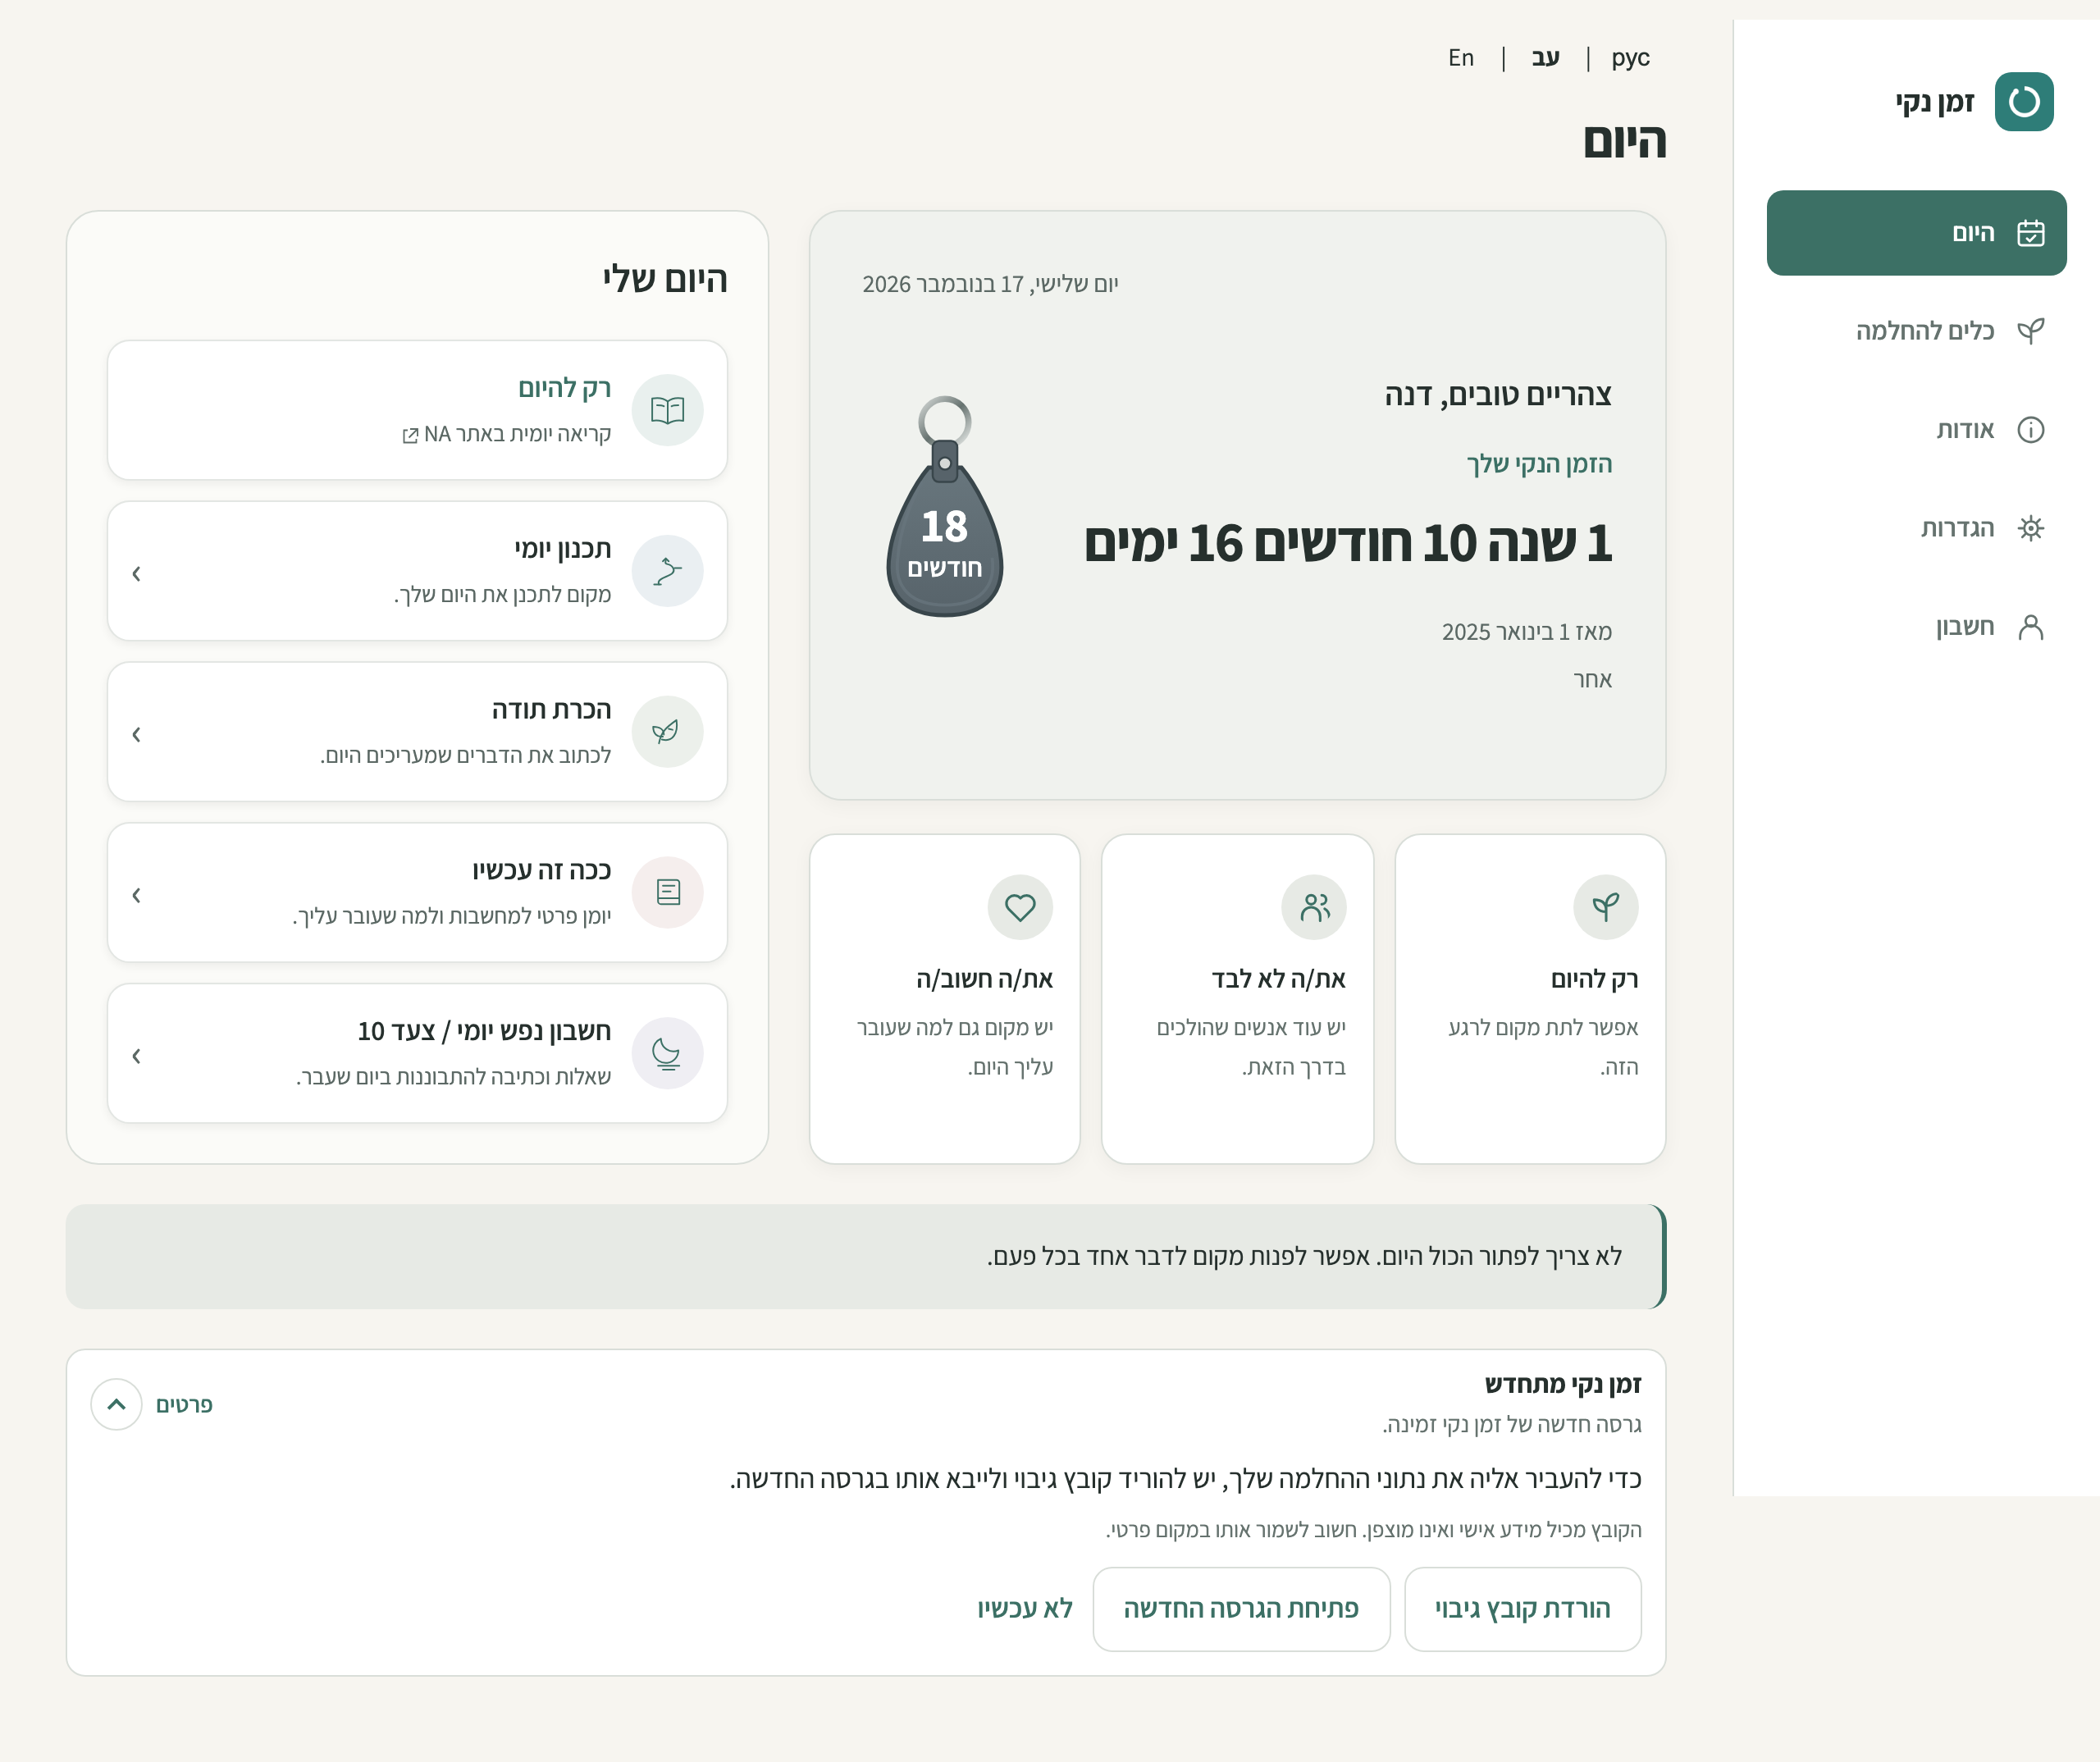 זמן נקי
היום
כלים להחלמה
אודות
הגדרות
חשבון
рус | עב | En
היום
יום שלישי, 17 בנובמבר 2026
צהריים טובים, דנה
הזמן הנקי שלך
1 שנה 10 חודשים 16 ימים
מאז 1 בינואר 2025
אחר
18
חודשים
רק להיום
אפשר לתת מקום לרגע
הזה.
את/ה לא לבד
יש עוד אנשים שהולכים
בדרך הזאת.
את/ה חשוב/ה
יש מקום גם למה שעובר
עליך היום.
היום שלי
רק להיום
קריאה יומית באתר NA
תכנון יומי
מקום לתכנן את היום שלך.
הכרת תודה
לכתוב את הדברים שמעריכים היום.
ככה זה עכשיו
יומן פרטי למחשבות ולמה שעובר עליך.
חשבון נפש יומי / צעד 10
שאלות וכתיבה להתבוננות ביום שעבר.
לא צריך לפתור הכול היום. אפשר לפנות מקום לדבר אחד בכל פעם.
זמן נקי מתחדש
גרסה חדשה של זמן נקי זמינה.
פרטים
כדי להעביר אליה את נתוני ההחלמה שלך, יש להוריד קובץ גיבוי ולייבא אותו בגרסה החדשה.
הקובץ מכיל מידע אישי ואינו מוצפן. חשוב לשמור אותו במקום פרטי.
הורדת קובץ גיבוי
פתיחת הגרסה החדשה
לא עכשיו